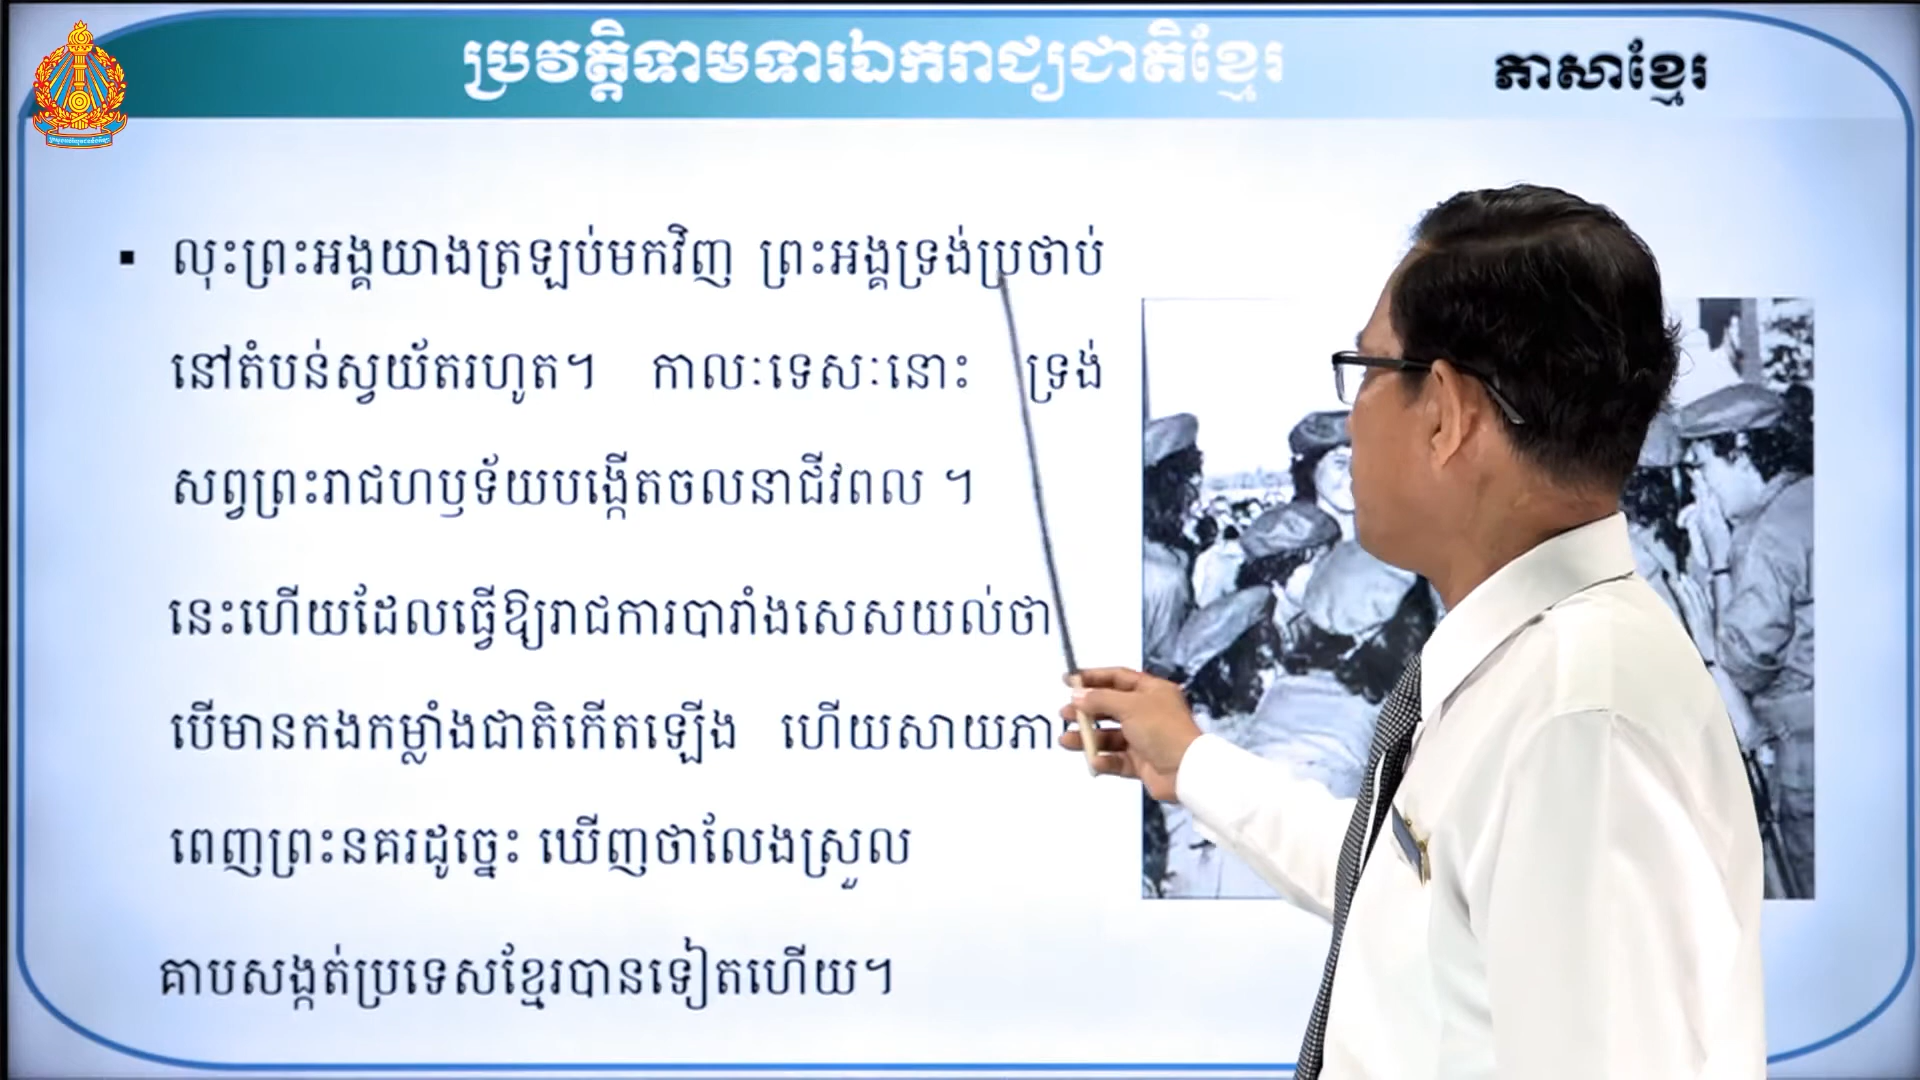 ប្រវត្តិទាមទារឯករាជ្យជាតិខ្មែរ
ភាសាខ្មែរ
▪ លុះព្រះអង្គយាងត្រឡប់មកវិញ ព្រះអង្គទ្រង់ប្រថាប់
នៅតំបន់ស្វយ័តរហូត។ កាលៈទេសៈនោះ ទ្រង់
សព្វព្រះរាជហឫទ័យបង្កើតចលនាជីវពល ។
នេះហើយដែលធ្វើឱ្យរាជការបារាំងសេសយល់ថា
បើមានកងកម្លាំងជាតិកើតឡើង ហើយសាយភា
ពេញព្រះនគរដូច្នេះ ឃើញថាលែងស្រួល
គាបសង្កត់ប្រទេសខ្មែរបានទៀតហើយ។